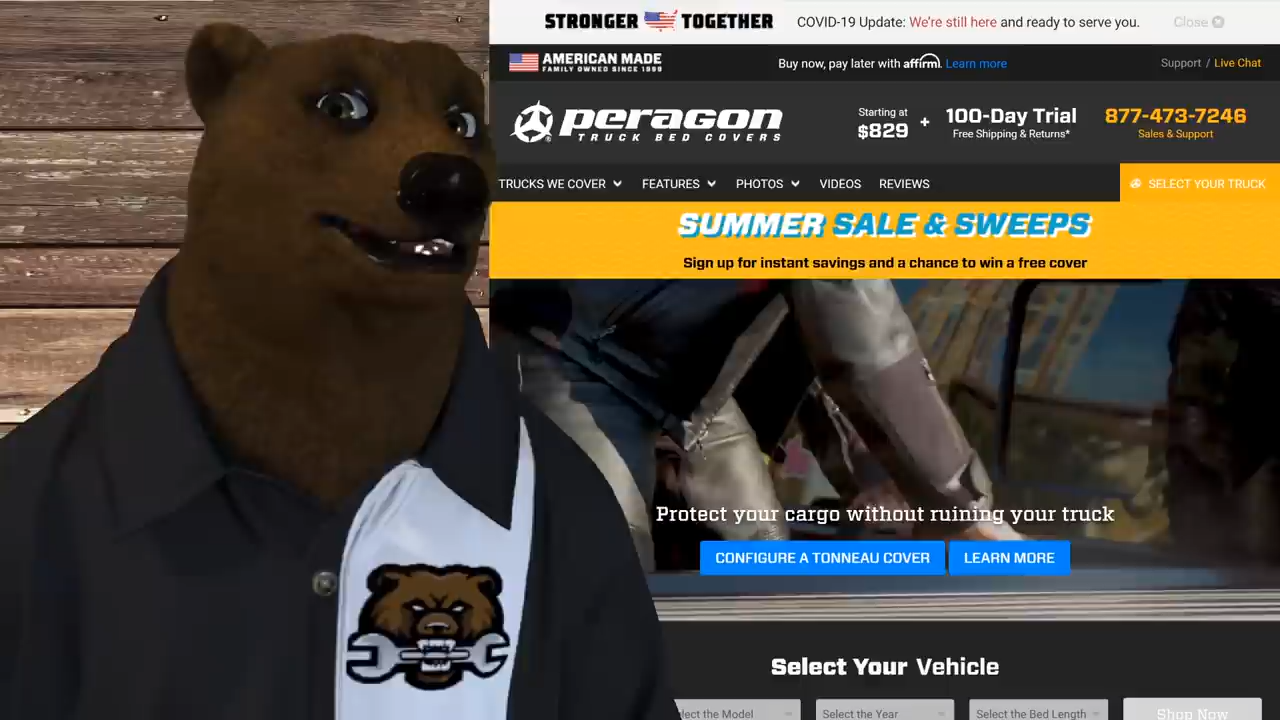 STRONGER TOGETHER
COVID-19 Update: We're still here and ready to serve you.
Close
AMERICAN MADE
FAMILY OWNED SINCE 1999
Buy now, pay later with affirm. Learn more
Support / Live Chat
peragon
TRUCK BED COVERS
Starting at
$829
+
100-Day Trial
Free Shipping & Returns*
877-473-7246
Sales & Support
TRUCKS WE COVER
FEATURES
PHOTOS
VIDEOS
REVIEWS
SELECT YOUR TRUCK
SUMMER SALE & SWEEPS
Sign up for instant savings and a chance to win a free cover
Protect your cargo without ruining your truck
CONFIGURE A TONNEAU COVER
LEARN MORE
Select Your Vehicle
the Model
Select the Year
Select the Bed Length
Shop Now